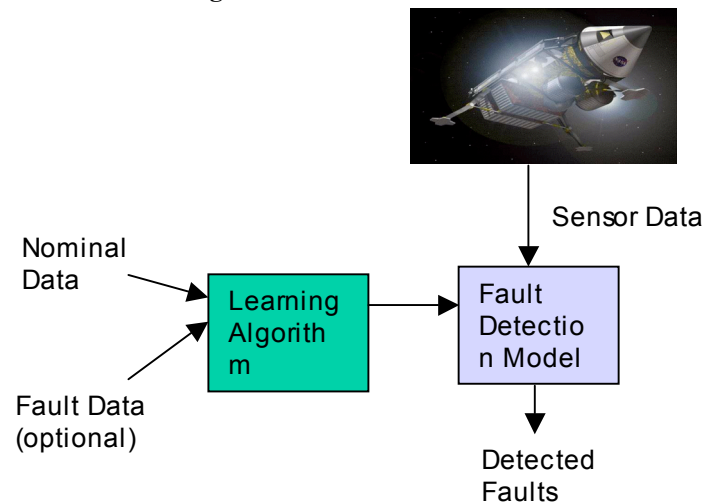 Sensor Data
Nominal
Data
Learning
Algorith
m
Fault
Detectio
n Model
Fault Data
(optional)
Detected
Faults